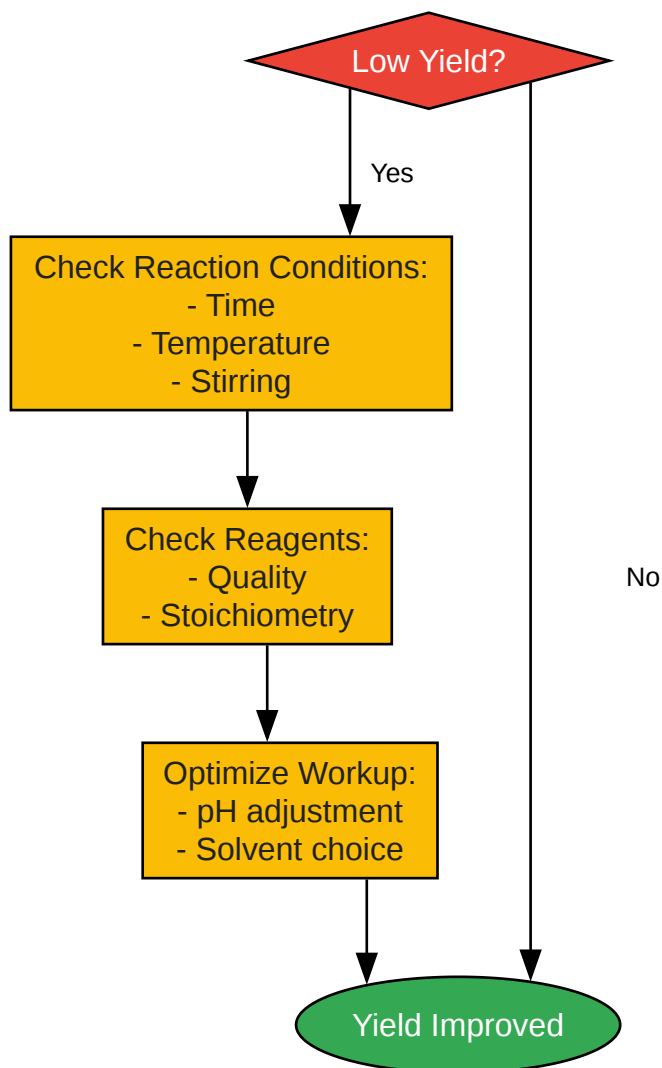 Low Yield?
Yes
Check Reaction Conditions:
- Time
- Temperature
- Stirring
Check Reagents:
- Quality
- Stoichiometry
No
Optimize Workup:
- pH adjustment
- Solvent choice
Yield Improved